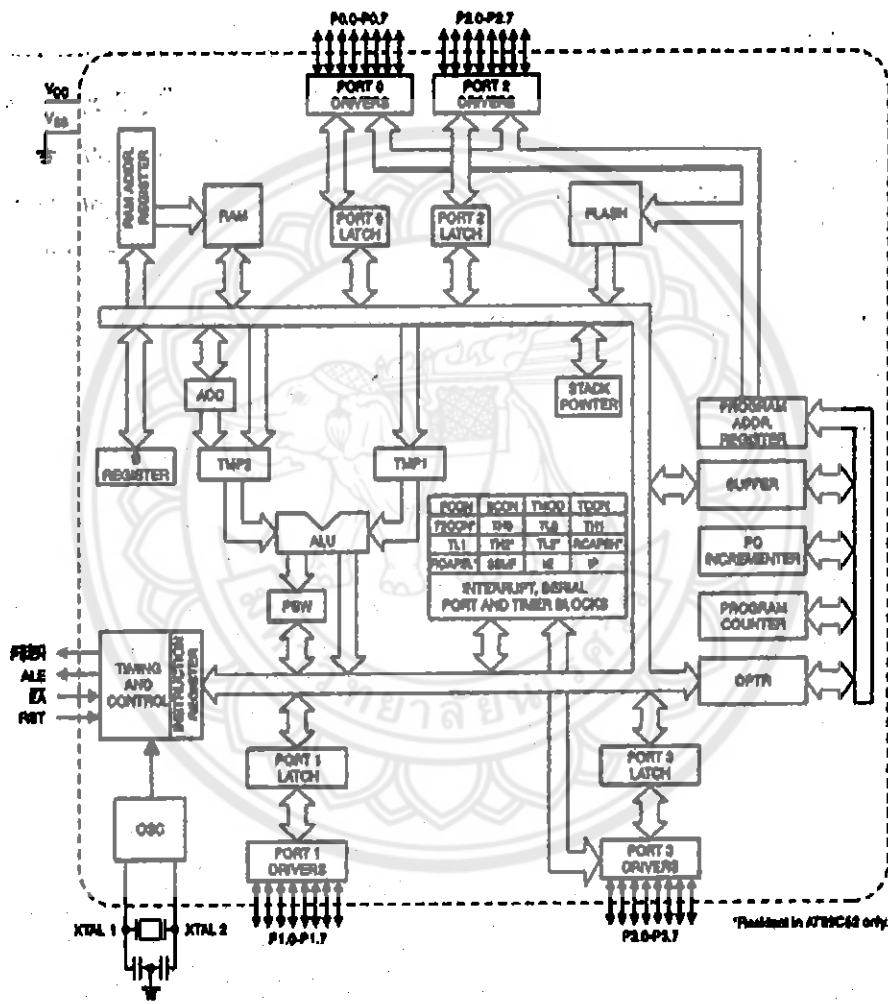 P0.0-P0.7
P2.0-P2.7
PORT 0
DRIVERS
PORT 2
DRIVERS
VCC
VSS
RAM ADDR.
REGISTER
RAM
PORT 0
LATCH
PORT 2
LATCH
FLASH
ACC
STACK
POINTER
B
REGISTER
TMP2
TMP1
PROGRAM
ADDR.
REGISTER
BUFFER
ALU
PCON SCON TMOD TCON
T2CON* TH0 TL0 TH1
TL1 TH2* TL2* RCAP2H*
RCAP2L* SBUF IE IP
INTERRUPT, SERIAL
PORT AND TIMER BLOCKS
PC
INCREMENTER
PSW
PROGRAM
COUNTER
PSEN
ALE
EA
RST
TIMING
AND
CONTROL
INSTRUCTION
REGISTER
DPTR
PORT 1
LATCH
PORT 3
LATCH
OSC
PORT 1
DRIVERS
PORT 3
DRIVERS
XTAL 1
XTAL 2
P1.0-P1.7
P3.0-P3.7
*Resident in only.